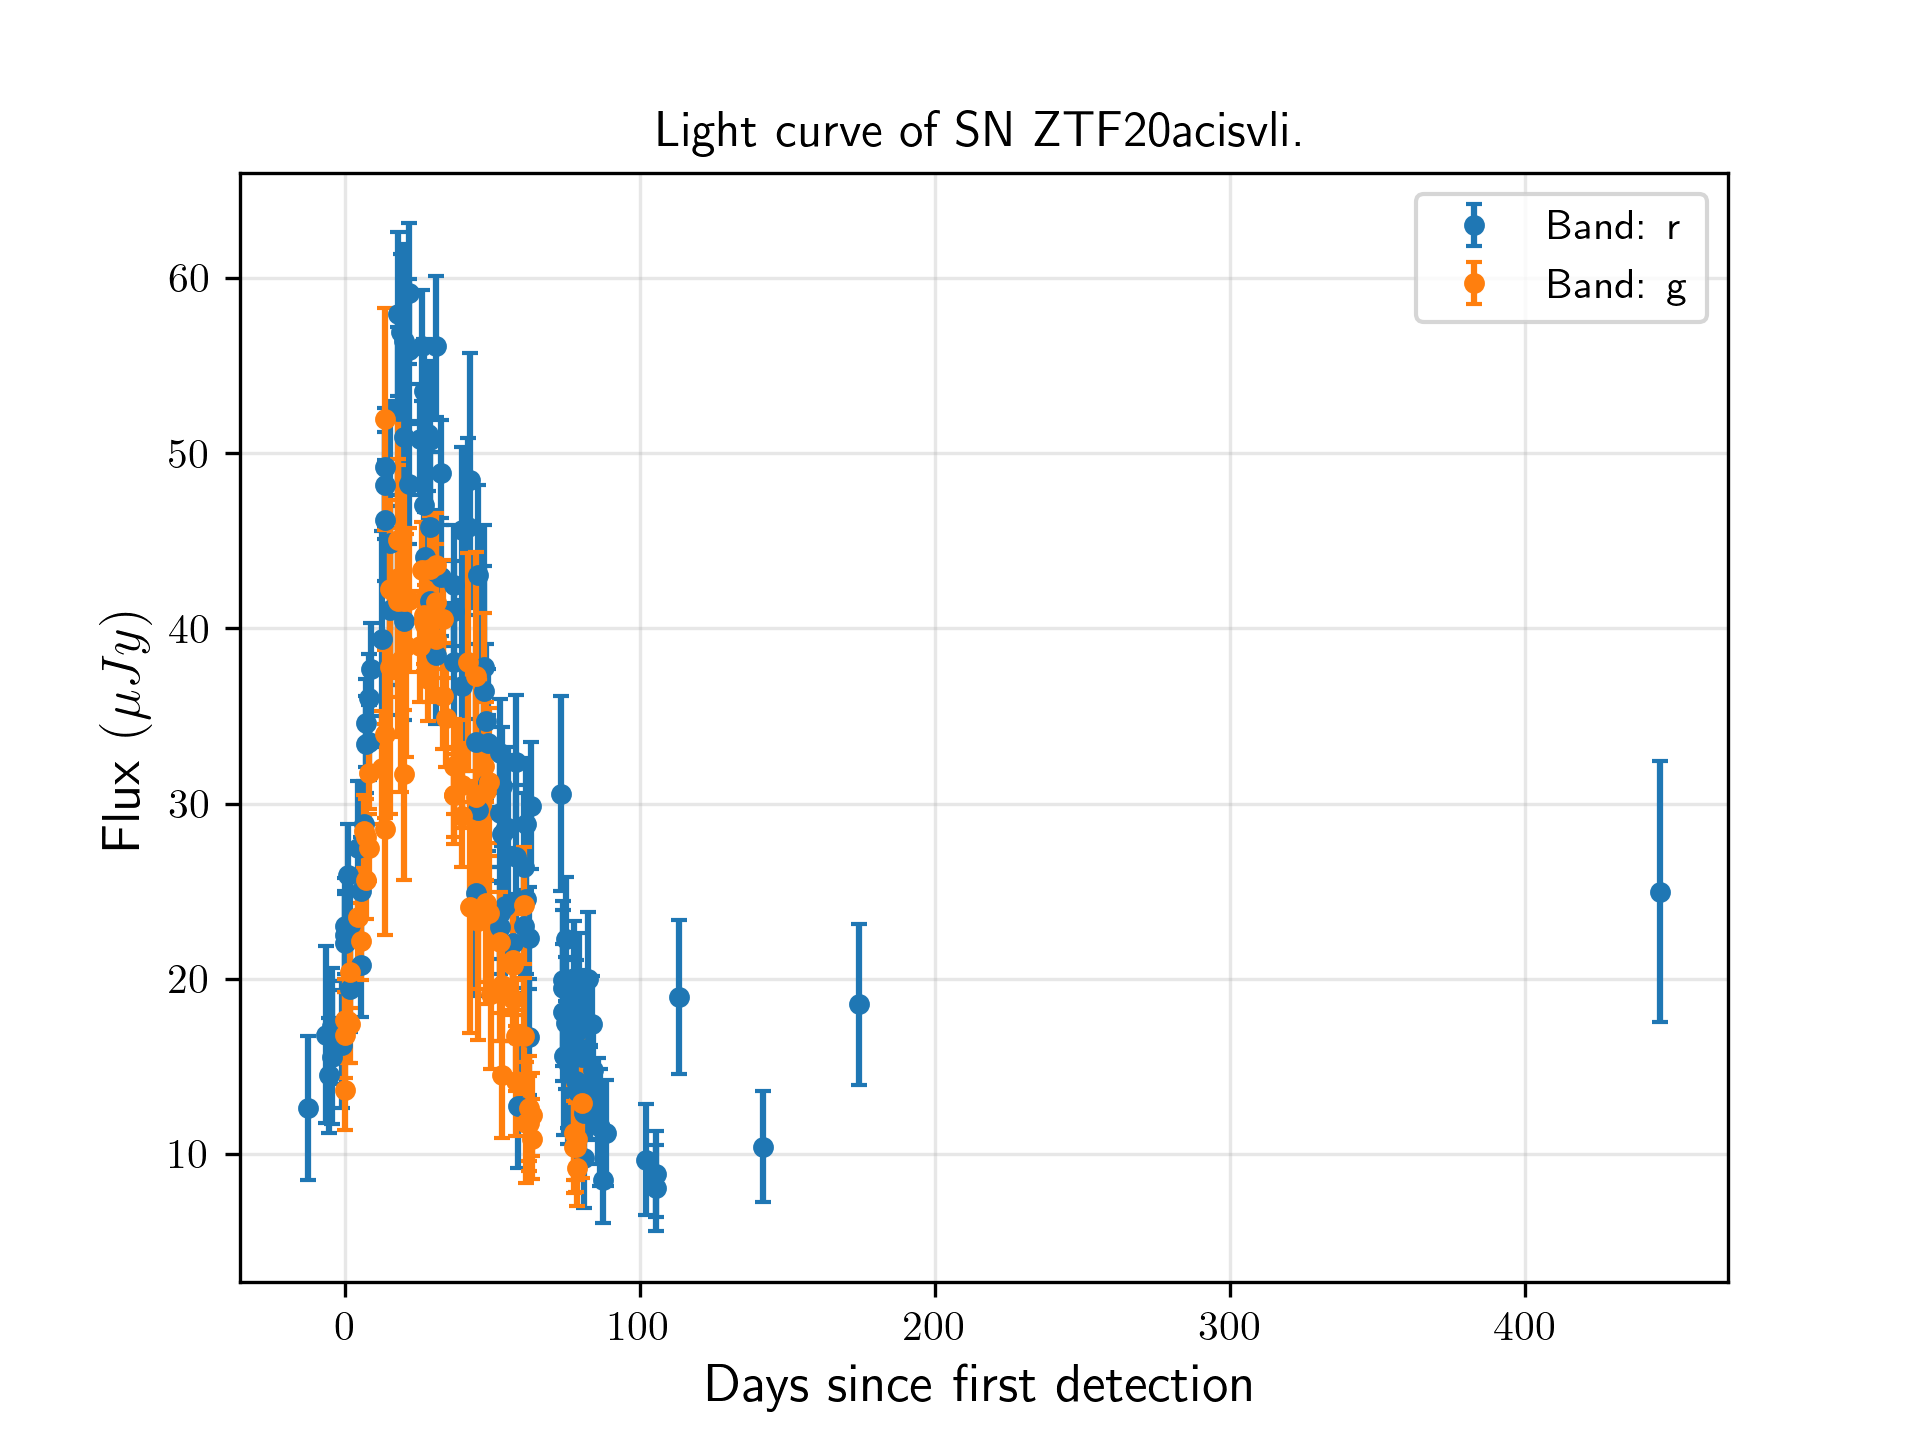 Light curve of SN ZTF20acisvli.
Band: r
Band: g
60
50
40
30
20
10
Flux (μJy)
0 100 200 300 400
Days since first detection